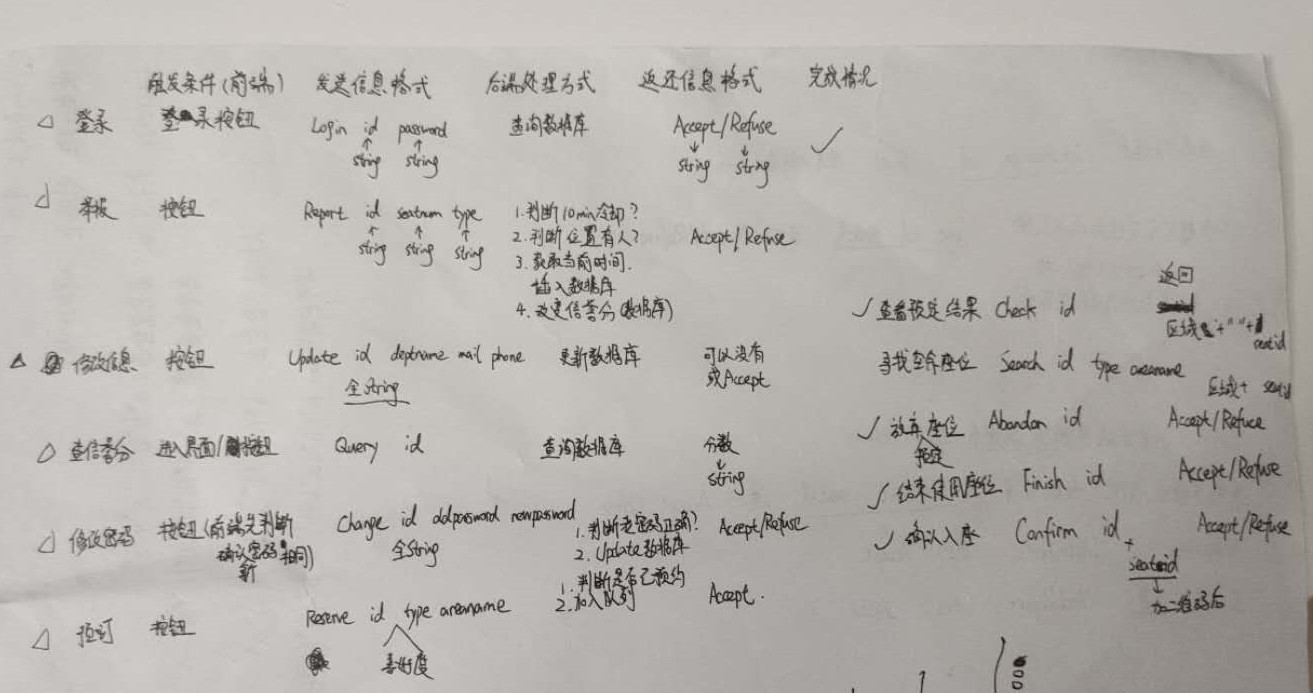 触发条件(前端) 发送信息格式 后端处理方式 返还信息格式 完成情况
△ 登录 登录按钮 Login id password 查询数据库 Accept/Refuse ✓
↑ ↑ ↓ ↓
string string string string
△ 举报 按钮 Report id seatnum type 1.判断10min冷却?
↑ ↑ ↑ 2.判断位置有人? Accept/Refuse
string string string 3.获取当前时间.
插入数据库
4.改变信誉分(数据库)
△ 修改信息 按钮 Update id deptname mail phone 更新数据库 可以没有
全String 或Accept
△ 查信誉分 进入界面/按钮 Query id 查询数据库 分数
↓
string
△ 修改密码 按钮(前端先判断 Change id oldpassword newpassword 1.判断老密码正确? Accept/Refuse
确认密码相同) 全String 2.Update数据库
新
△ 预订 按钮 Reserve id type areaname 1.判断是否已预约
2.加入队列 Accept.
喜好度
返回
✓ 查看预定结果 Check id 区域+" "+seatid
寻找空余座位 Search id type areaname 区域+ seatid
✓ 放弃座位 Abandon id Accept/Refuse
预定
✓ 结束使用座位 Finish id Accept/Refuse
✓ 确认入座 Confirm id + Accept/Refuse
seatid
↓
加二维码后